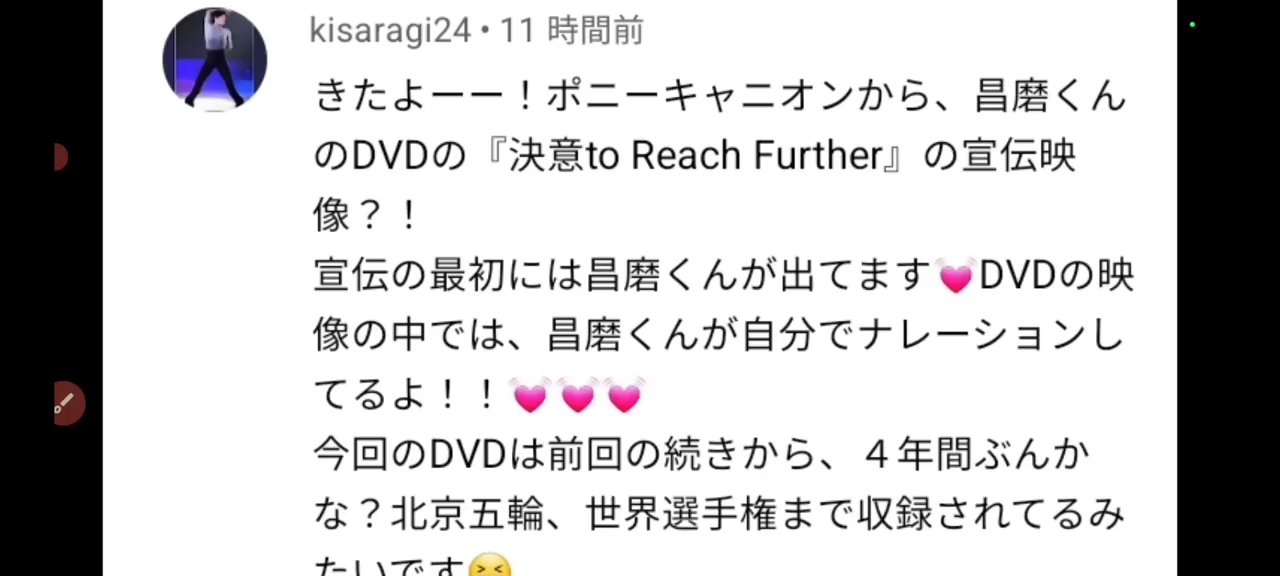 kisaragi24 • 11 時間前
きたよーー！ポニーキャニオンから、昌磨くん
のDVDの『決意to Reach Further』の宣伝映
像？！
宣伝の最初には昌磨くんが出てます💓DVDの映
像の中では、昌磨くんが自分でナレーションし
てるよ！！💓💓💓
今回のDVDは前回の続きから、４年間ぶんか
な？北京五輪、世界選手権まで収録されてるみ
たいです😆